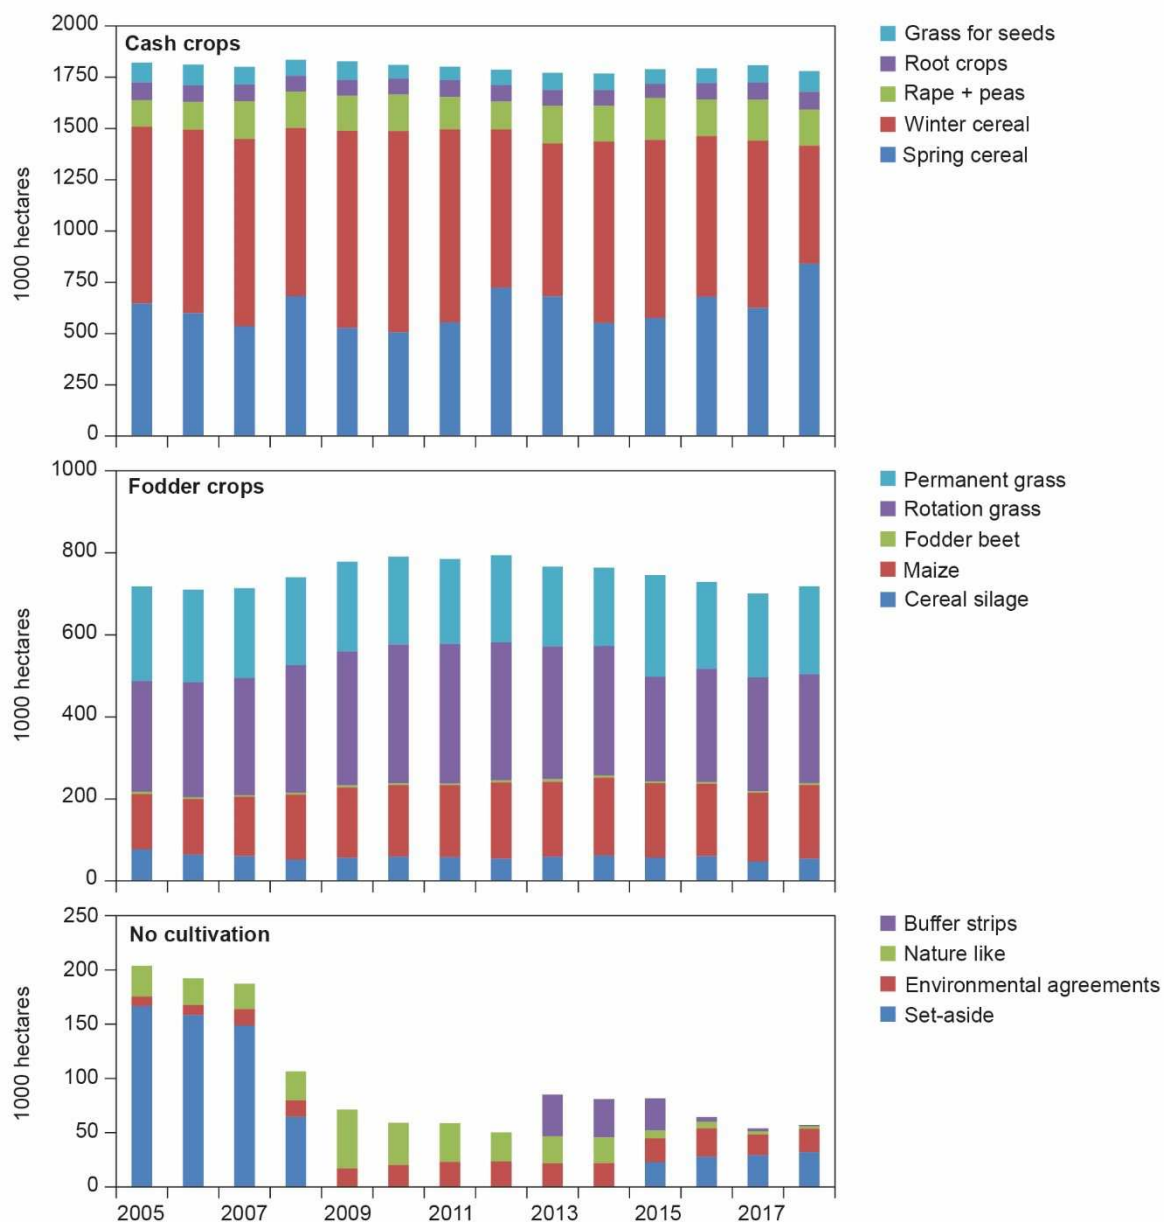 Cash crops
1000 hectares
2000
1750
1500
1250
1000
750
500
250
0
Grass for seeds
Root crops
Rape + peas
Winter cereal
Spring cereal
Fodder crops
1000 hectares
1000
800
600
400
200
0
Permanent grass
Rotation grass
Fodder beet
Maize
Cereal silage
No cultivation
1000 hectares
250
200
150
100
50
0
Buffer strips
Nature like
Environmental agreements
Set-aside
2005 2007 2009 2011 2013 2015 2017